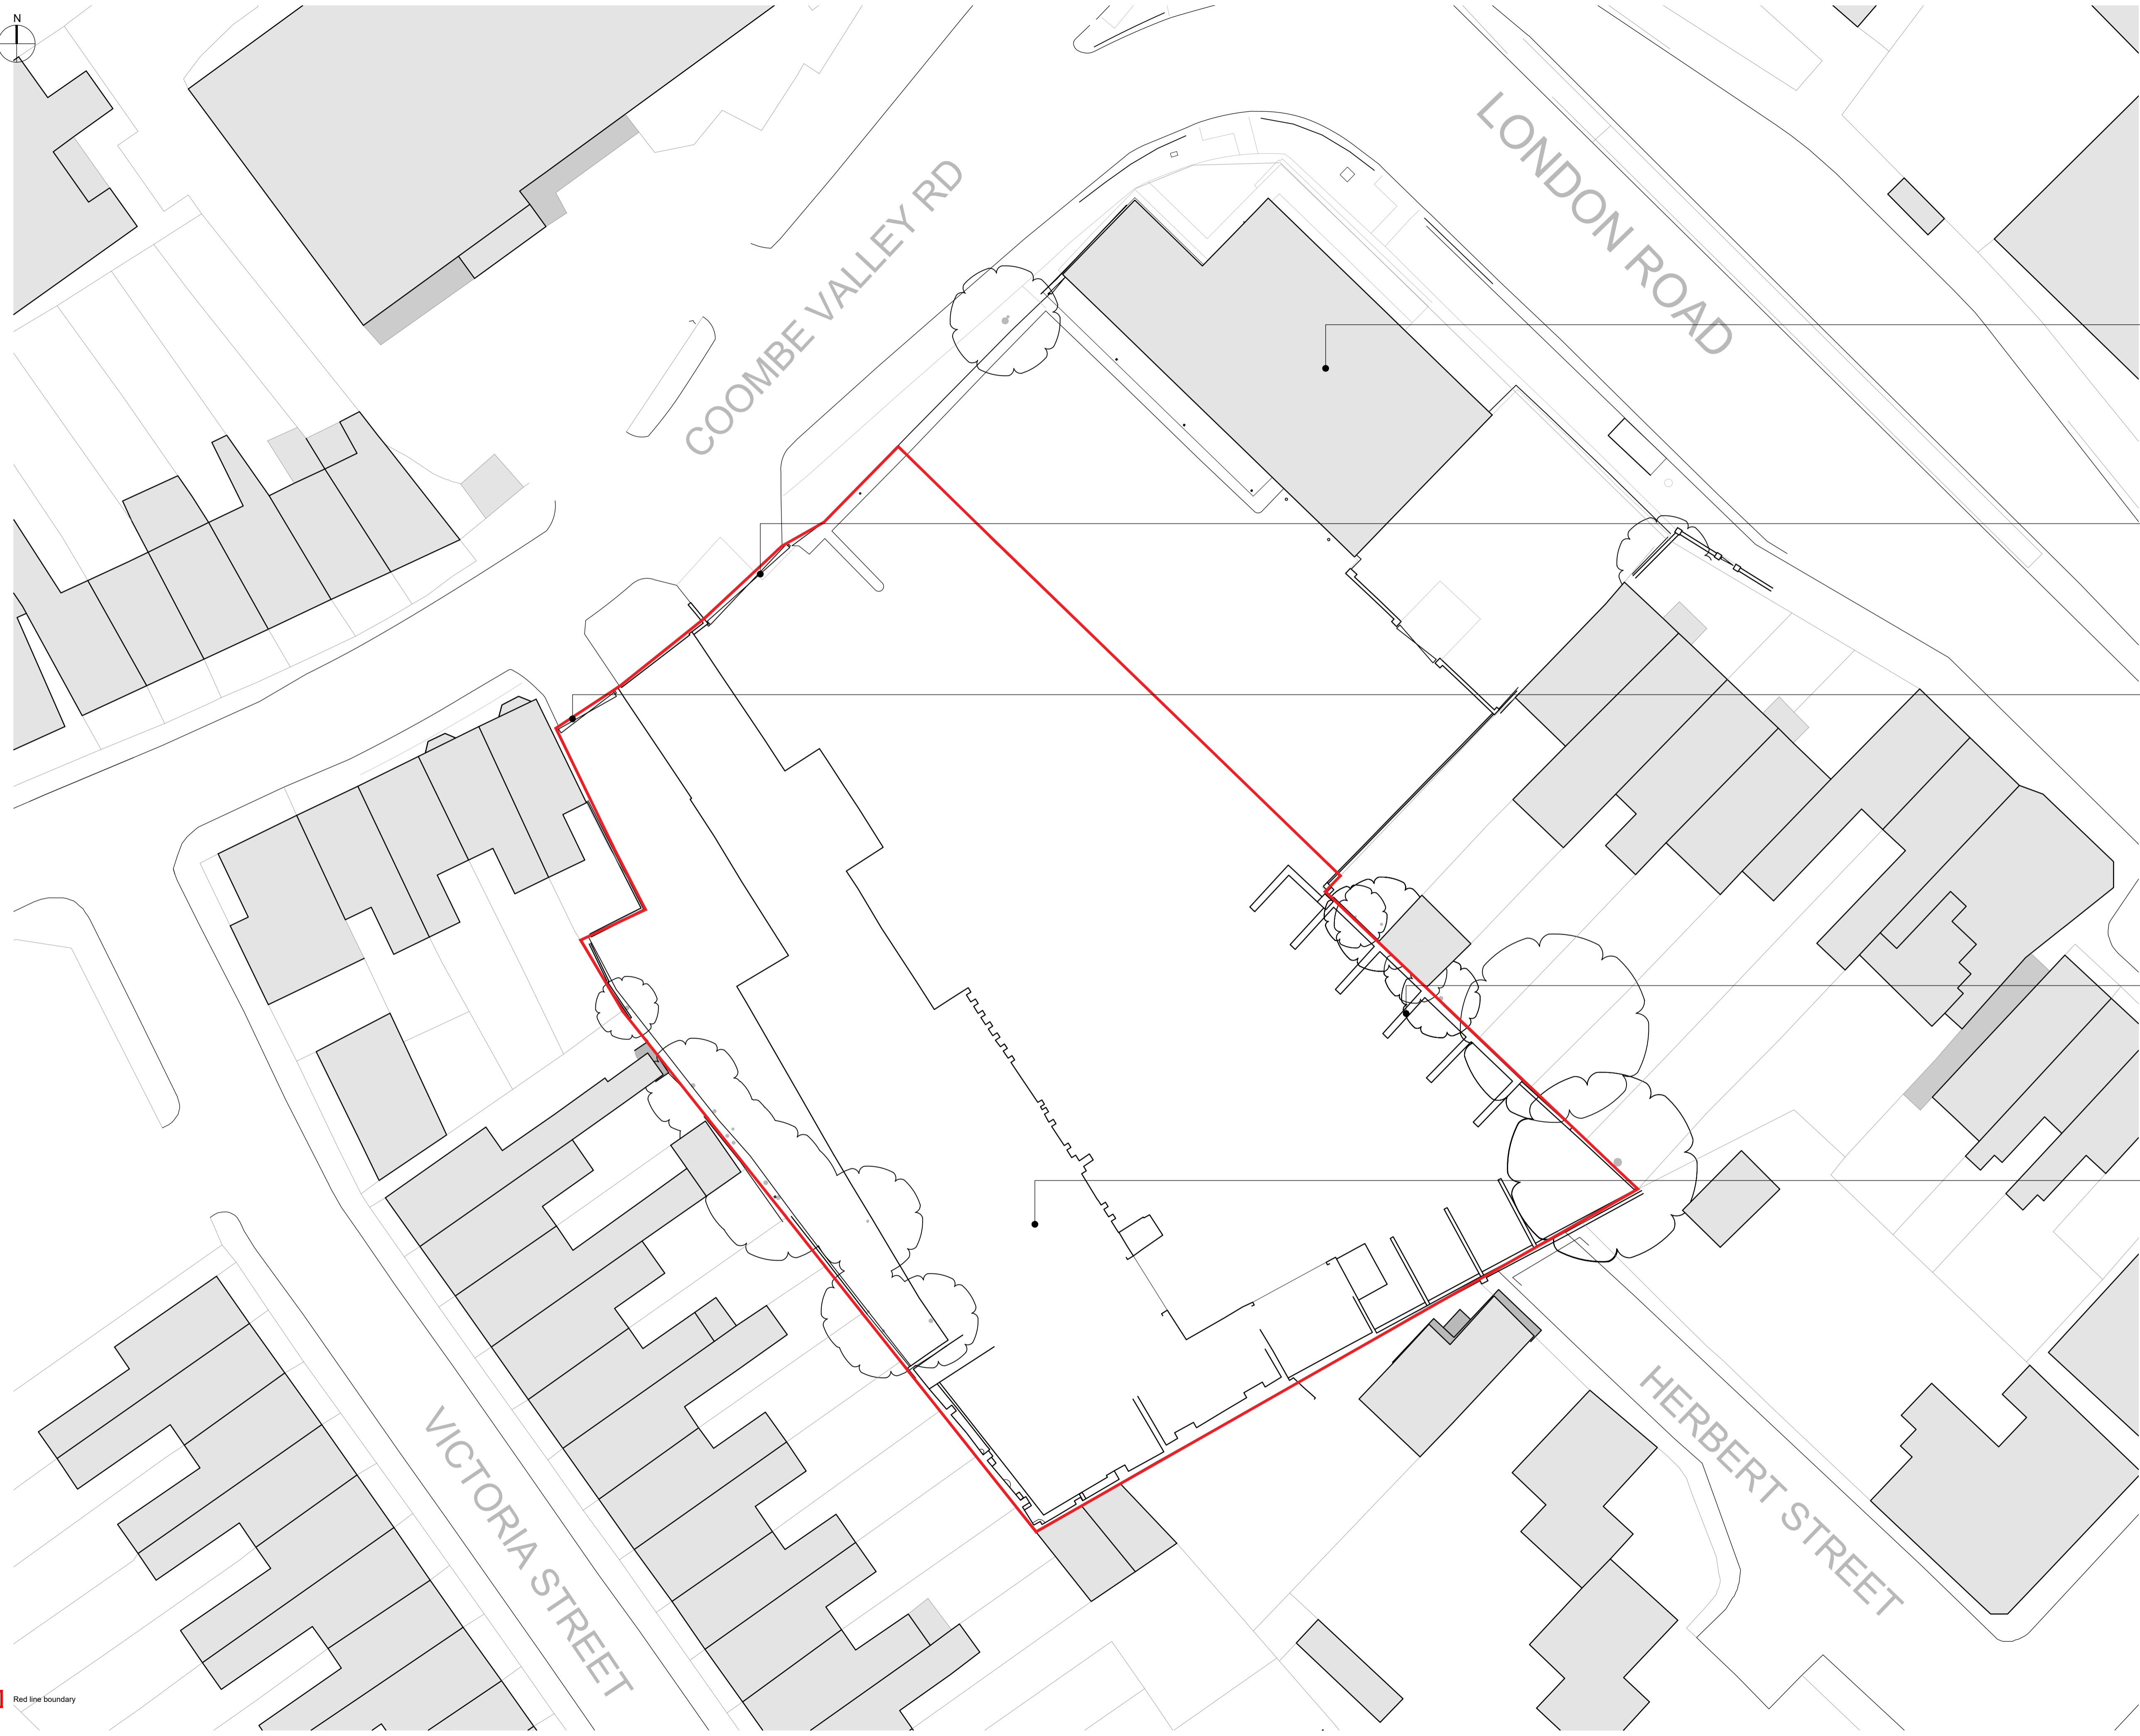 N
LONDON ROAD
COOMBE VALLEY RD
HERBERT STREET
VICTORIA STREET
Red line boundary